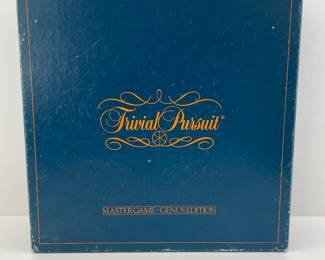 Trivial Pursuit®
MASTER GAME - GENUS EDITION